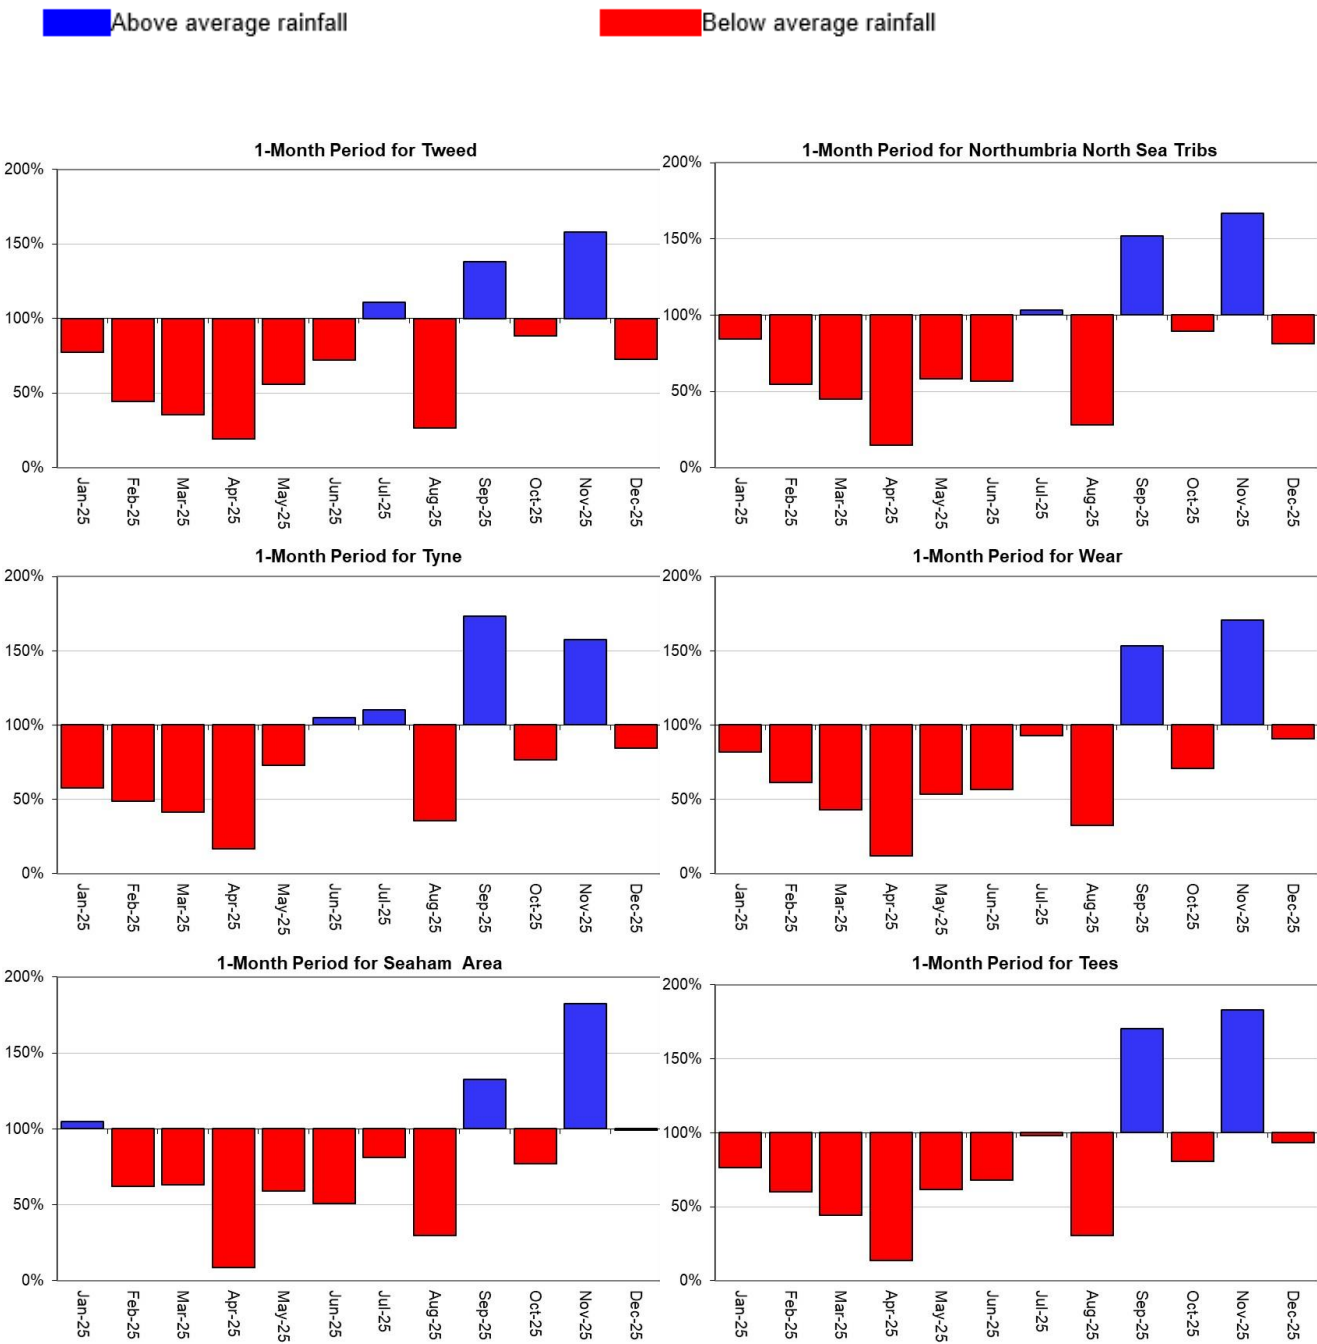 Above average rainfall
Below average rainfall
1-Month Period for Tweed
200%
150%
100%
50%
0%
Jan-25
Feb-25
Mar-25
Apr-25
May-25
Jun-25
Jul-25
Aug-25
Sep-25
Oct-25
Nov-25
Dec-25
1-Month Period for Northumbria North Sea Tribs
200%
150%
100%
50%
0%
Jan-25
Feb-25
Mar-25
Apr-25
May-25
Jun-25
Jul-25
Aug-25
Sep-25
Oct-25
Nov-25
Dec-25
1-Month Period for Tyne
200%
150%
100%
50%
0%
Jan-25
Feb-25
Mar-25
Apr-25
May-25
Jun-25
Jul-25
Aug-25
Sep-25
Oct-25
Nov-25
Dec-25
1-Month Period for Wear
200%
150%
100%
50%
0%
Jan-25
Feb-25
Mar-25
Apr-25
May-25
Jun-25
Jul-25
Aug-25
Sep-25
Oct-25
Nov-25
Dec-25
1-Month Period for Seaham  Area
200%
150%
100%
50%
0%
Jan-25
Feb-25
Mar-25
Apr-25
May-25
Jun-25
Jul-25
Aug-25
Sep-25
Oct-25
Nov-25
Dec-25
1-Month Period for Tees
200%
150%
100%
50%
0%
Jan-25
Feb-25
Mar-25
Apr-25
May-25
Jun-25
Jul-25
Aug-25
Sep-25
Oct-25
Nov-25
Dec-25